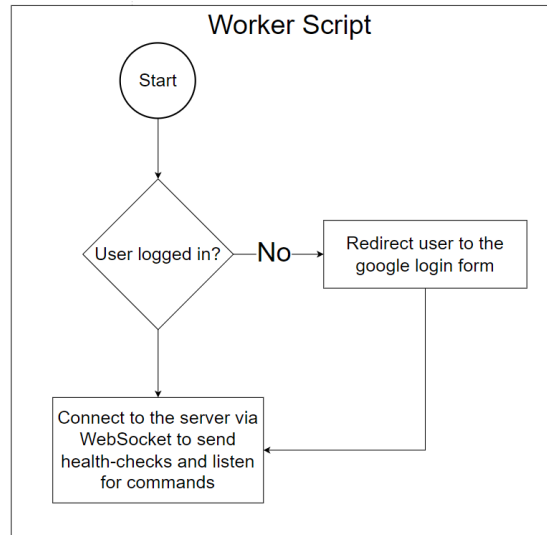 Worker Script
Start
User logged in?
No
Redirect user to the
google login form
Connect to the server via
WebSocket to send
health-checks and listen
for commands